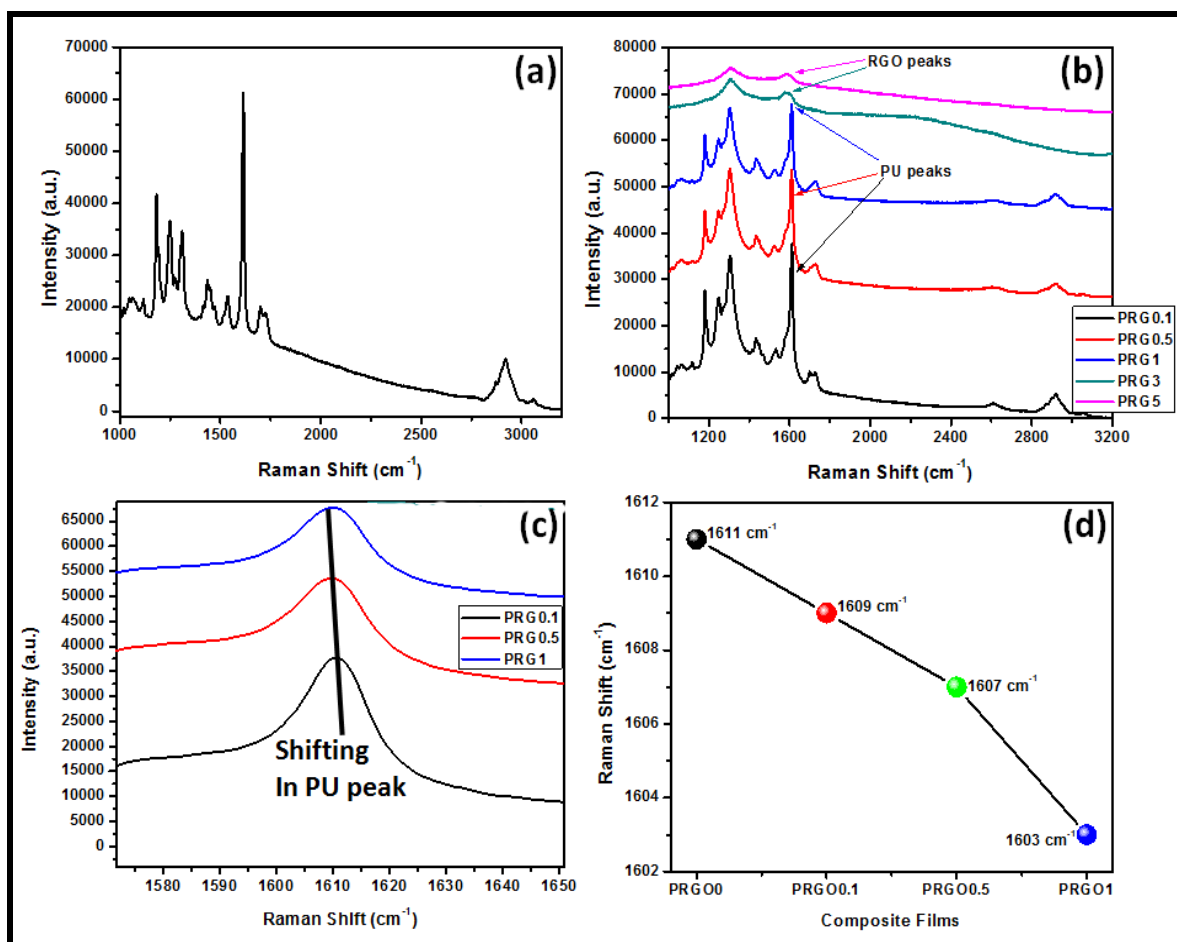 (a)
70000
60000
50000
40000
30000
20000
10000
0
Intensity (a.u.)
1000 1500 2000 2500 3000
Raman Shift (cm-1)
(b)
80000
70000
60000
50000
40000
30000
20000
10000
0
Intensity (a.u.)
RGO peaks
PU peaks
PRG0.1
PRG0.5
PRG1
PRG3
PRG5
1200 1600 2000 2400 2800 3200
Raman Shift (cm-1)
(c)
65000
60000
55000
50000
45000
40000
35000
30000
25000
20000
15000
10000
5000
0
Intensity (a.u.)
PRG0.1
PRG0.5
PRG1
Shifting
In PU peak
1580 1590 1600 1610 1620 1630 1640 1650
Raman Shift (cm-1)
(d)
1612
1610
1608
1606
1604
1602
Raman Shift (cm-1)
1611 cm-1
1609 cm-1
1607 cm-1
1603 cm-1
PRGO0 PRGO0.1 PRGO0.5 PRGO1
Composite Films